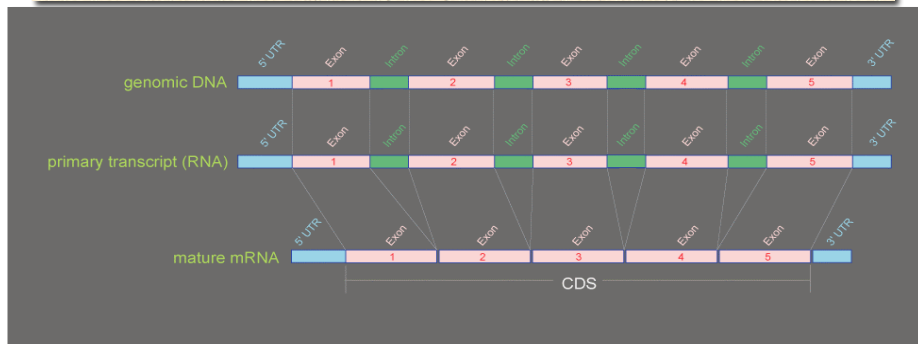 5' UTR Exon Intron Exon Intron Exon Intron Exon Intron Exon 3' UTR
genomic DNA 1 2 3 4 5
5' UTR Exon Intron Exon Intron Exon Intron Exon Intron Exon 3' UTR
primary transcript (RNA) 1 2 3 4 5
5' UTR Exon Exon Exon Exon Exon 3' UTR
mature mRNA 1 2 3 4 5
CDS